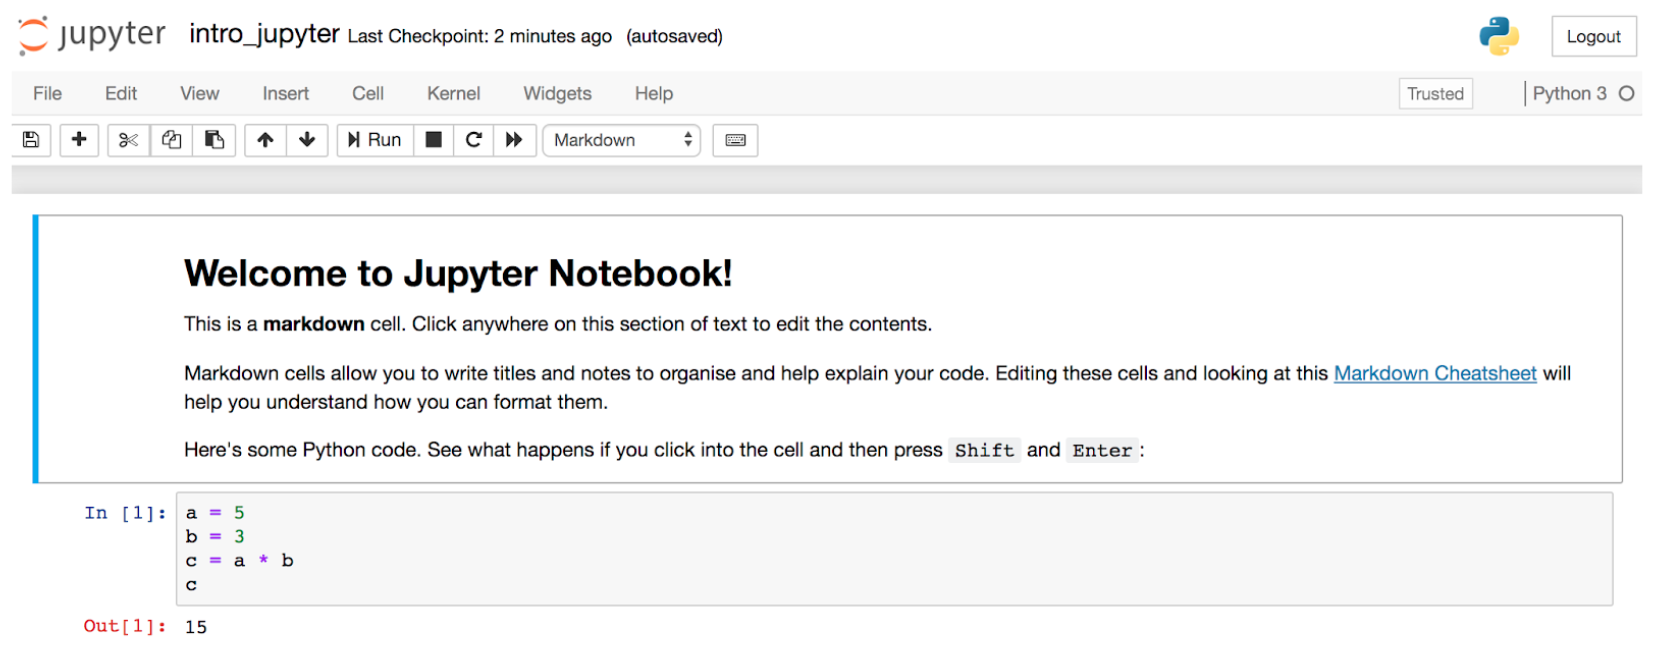 jupyter intro_jupyter Last Checkpoint: 2 minutes ago (autosaved) Logout
File Edit View Insert Cell Kernel Widgets Help Trusted Python 3
Run Markdown
Welcome to Jupyter Notebook!
This is a markdown cell. Click anywhere on this section of text to edit the contents.
Markdown cells allow you to write titles and notes to organise and help explain your code. Editing these cells and looking at this Markdown Cheatsheet will
help you understand how you can format them.
Here's some Python code. See what happens if you click into the cell and then press Shift and Enter:
In [1]: a = 5
b = 3
c = a * b
c
Out[1]: 15